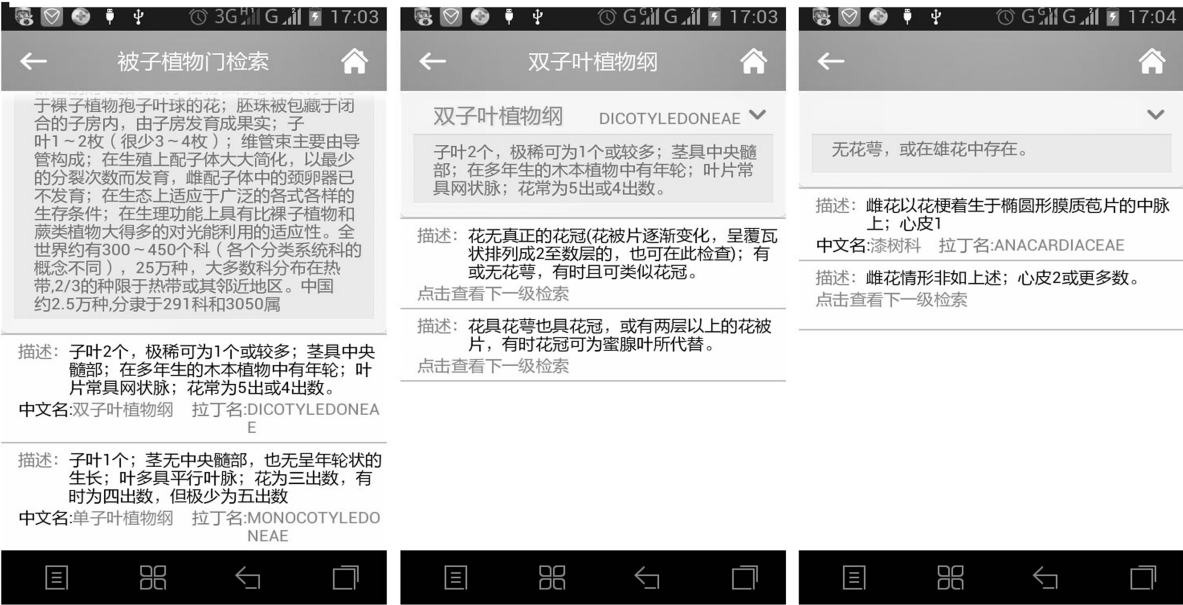 3G G 17:03
被子植物门检索
于裸子植物孢子叶球的花；胚珠被包藏于闭
合的子房内，由子房发育成果实；子
叶1～2枚（很少3～4枚）；维管束主要由导
管构成；在生殖上配子体大大简化，以最少
的分裂次数而发育，雌配子体中的颈卵器已
不发育；在生态上适应于广泛的各式各样的
生存条件；在生理功能上具有比裸子植物和
蕨类植物大得多的对光能利用的适应性。全
世界约有300～450个科（各个分类系统科的
概念不同），25万种，大多数科分布在热
带,2/3的种限于热带或其邻近地区。中国
约2.5万种,分隶于291科和3050属
描述：子叶2个，极稀可为1个或较多；茎具中央
髓部；在多年生的木本植物中有年轮；叶
片常具网状脉；花常为5出或4出数。
中文名:双子叶植物纲 拉丁名:DICOTYLEDONEA
E
描述：子叶1个；茎无中央髓部，也无呈年轮状的
生长；叶多具平行叶脉；花为三出数，有
时为四出数，但极少为五出数
中文名:单子叶植物纲 拉丁名:MONOCOTYLEDO
NEAE
G G 17:03
双子叶植物纲
双子叶植物纲 DICOTYLEDONEAE
子叶2个，极稀可为1个或较多；茎具中央髓
部；在多年生的木本植物中有年轮；叶片常
具网状脉；花常为5出或4出数。
描述：花无真正的花冠(花被片逐渐变化，呈覆瓦
状排列成2至数层的，也可在此检查)；有
或无花萼，有时且可类似花冠。
点击查看下一级检索
描述：花具花萼也具花冠，或有两层以上的花被
片，有时花冠可为蜜腺叶所代替。
点击查看下一级检索
G G 17:04
无花萼，或在雄花中存在。
描述：雌花以花梗着生于椭圆形膜质苞片的中脉
上；心皮1
中文名:漆树科 拉丁名:ANACARDIACEAE
描述：雌花情形非如上述；心皮2或更多数。
点击查看下一级检索